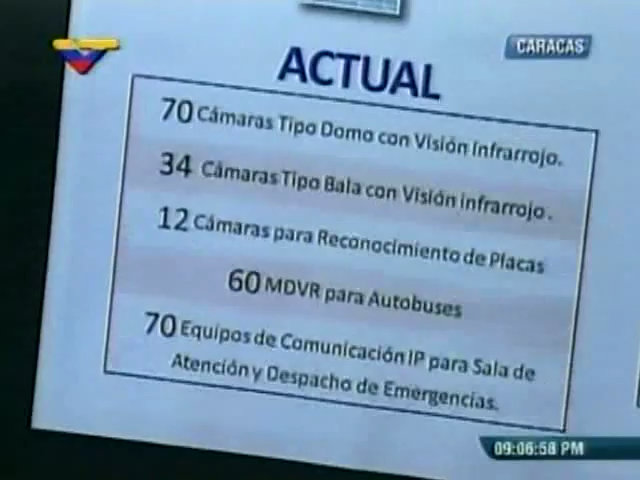 CARACAS
ACTUAL
70 Cámaras Tipo Domo con Visión Infrarrojo.
34 Cámaras Tipo Bala con Visión infrarrojo.
12 Cámaras para Reconocimiento de Placas
60 MDVR para Autobuses
70 Equipos de Comunicación IP para Sala de
Atención y Despacho de Emergencias.
09:06:58 PM